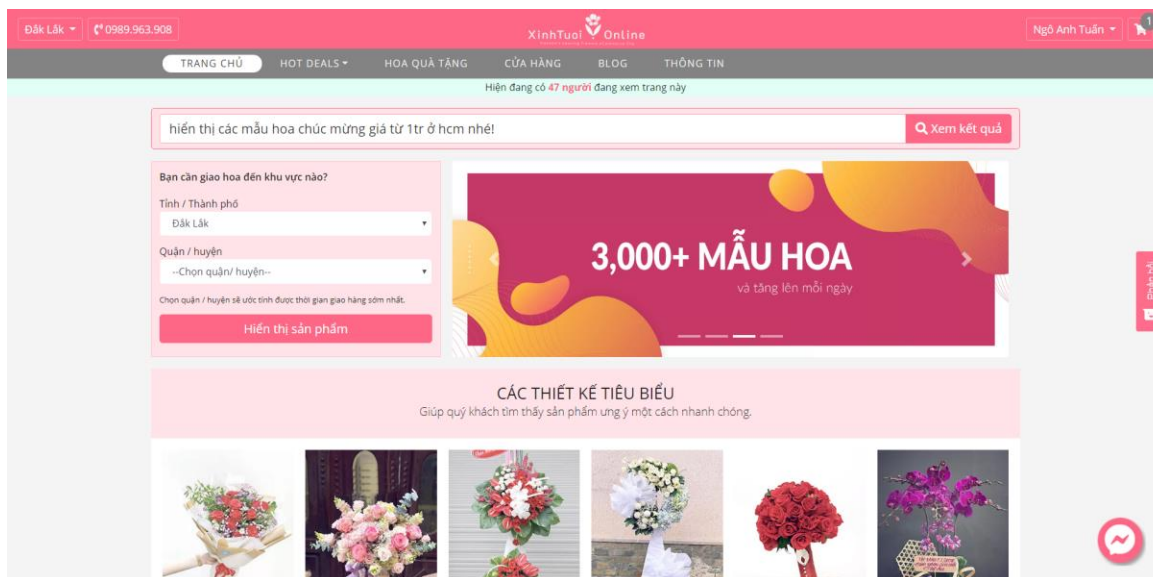 Đắk Lắk
0989.963.908
XinhTuoi Online
Ngô Anh Tuấn
1
TRANG CHỦ
HOT DEALS
HOA QUÀ TẶNG
CỬA HÀNG
BLOG
THÔNG TIN
Hiện đang có 47 người đang xem trang này
hiển thị các mẫu hoa chúc mừng giá từ 1tr ở hcm nhé!
Xem kết quả
Bạn cần giao hoa đến khu vực nào?
Tỉnh / Thành phố
Đắk Lắk
Quận / huyện
--Chọn quận/ huyện--
Chọn quận / huyện sẽ ước tính được thời gian giao hàng sớm nhất.
Hiển thị sản phẩm
3,000+ MẪU HOA
và tăng lên mỗi ngày
Phản hồi
CÁC THIẾT KẾ TIÊU BIỂU
Giúp quý khách tìm thấy sản phẩm ưng ý một cách nhanh chóng.